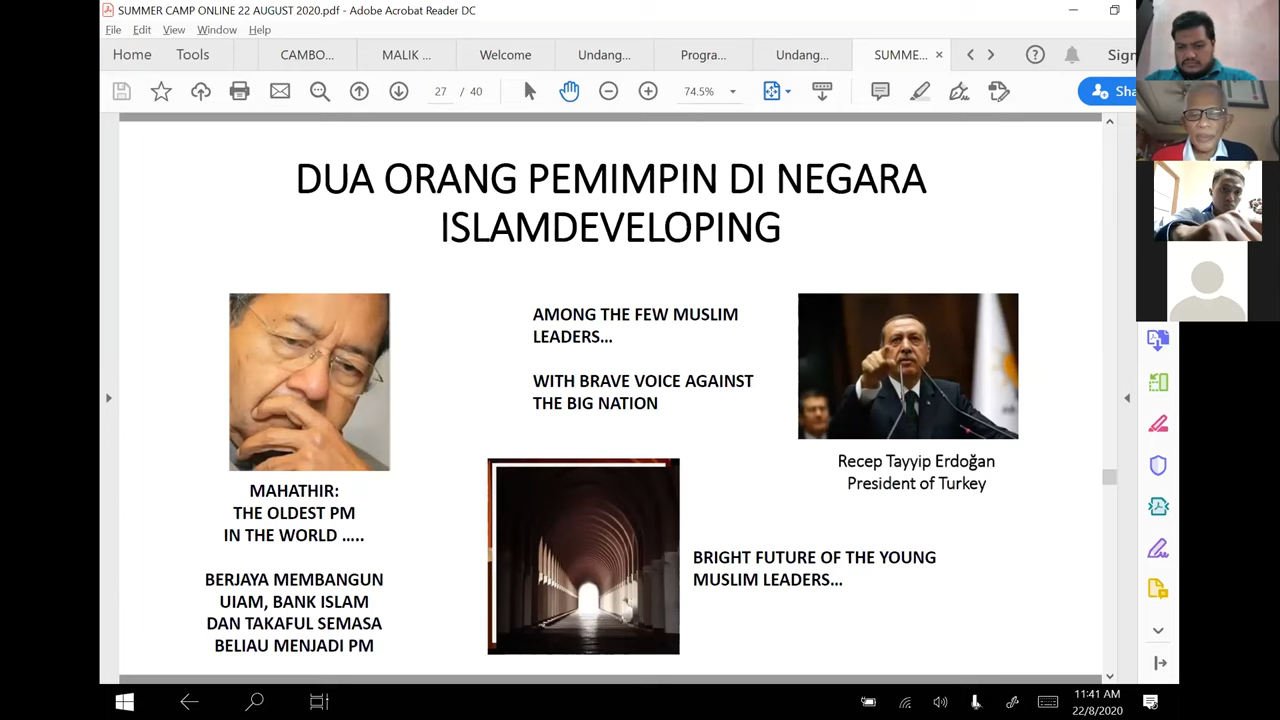 SUMMER CAMP ONLINE 22 AUGUST 2020.pdf - Adobe Acrobat Reader DC
File Edit View Window Help
Home Tools CAMBO... MALIK ... Welcome Undang... Progra... Undang... SUMME... × Sign
27 / 40 74.5% Sha
DUA ORANG PEMIMPIN DI NEGARA
ISLAMDEVELOPING
AMONG THE FEW MUSLIM
LEADERS...
WITH BRAVE VOICE AGAINST
THE BIG NATION
MAHATHIR:
THE OLDEST PM
IN THE WORLD .....
BERJAYA MEMBANGUN
UIAM, BANK ISLAM
DAN TAKAFUL SEMASA
BELIAU MENJADI PM
Recep Tayyip Erdoğan
President of Turkey
BRIGHT FUTURE OF THE YOUNG
MUSLIM LEADERS...
11:41 AM
22/8/2020